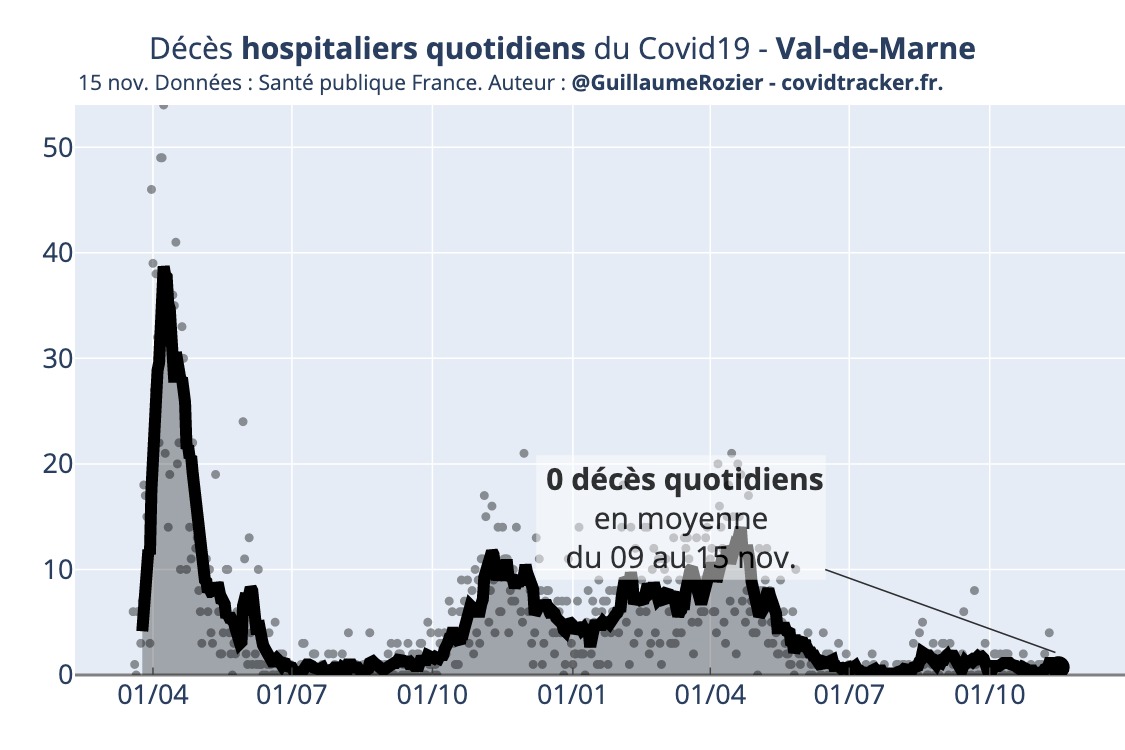 Décès hospitaliers quotidiens du Covid19 - Val-de-Marne
15 nov. Données : Santé publique France. Auteur : @GuillaumeRozier - covidtracker.fr.
50
40
30
20
10
0
0 décès quotidiens
en moyenne
du 09 au 15 nov.
01/04 01/07 01/10 01/01 01/04 01/07 01/10